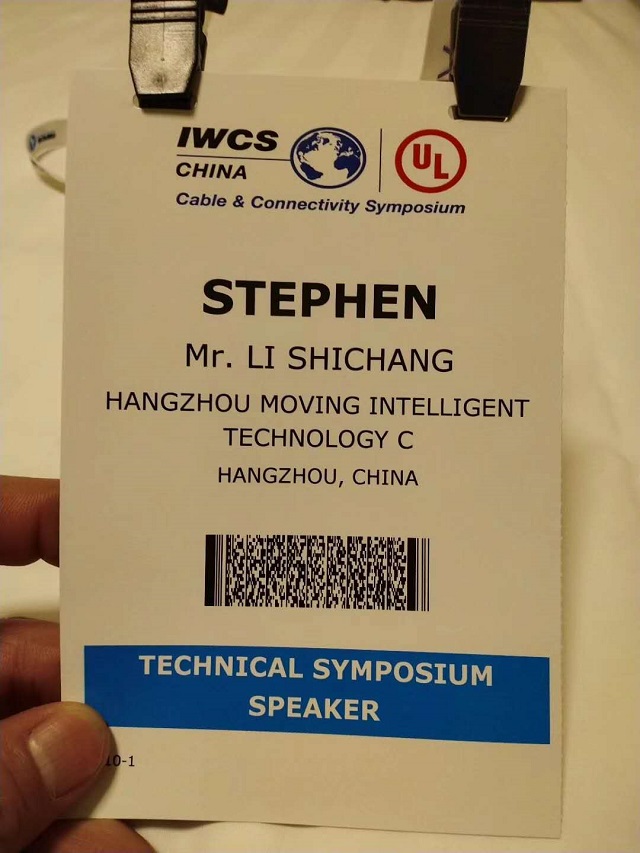 IWCS
CHINA
UL
Cable & Connectivity Symposium
STEPHEN
Mr. LI SHICHANG
HANGZHOU MOVING INTELLIGENT
TECHNOLOGY C
HANGZHOU, CHINA
TECHNICAL SYMPOSIUM
SPEAKER
10-1